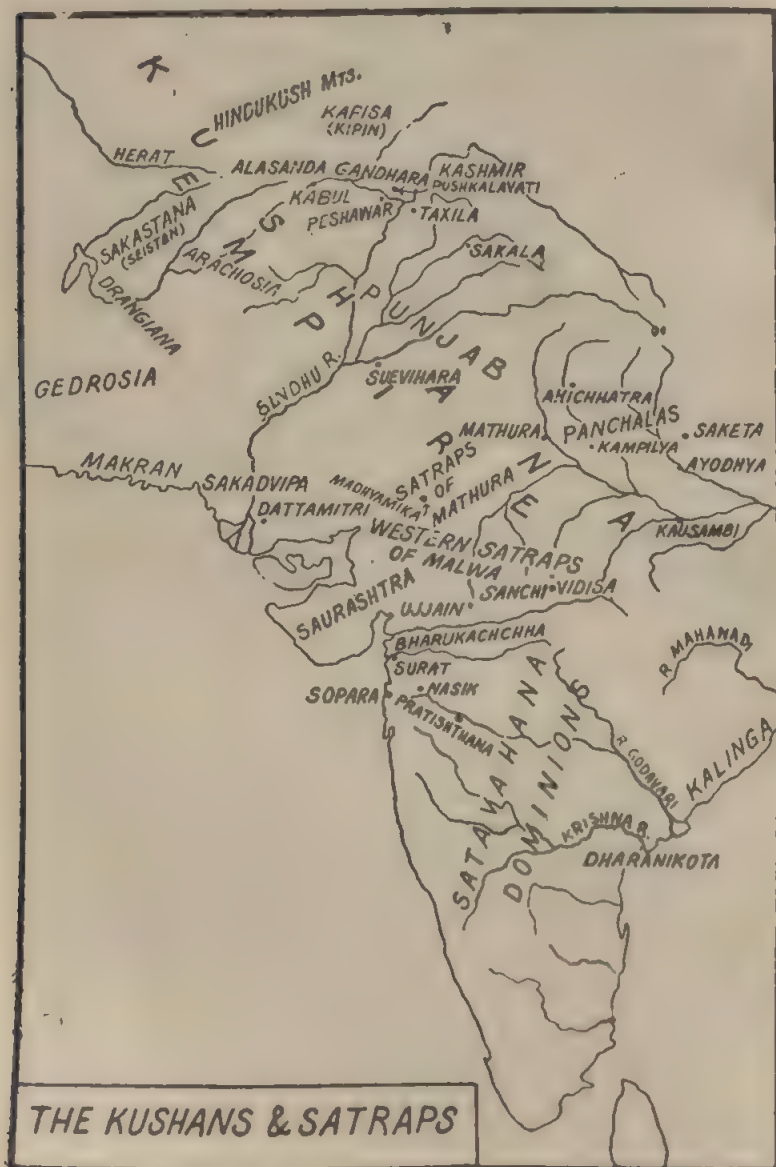 KUSHANA
EMPIRE
HINDUKUSH MTS.
KAFISA
(KIPIN)
HERAT
ALASANDA
GANDHARA
KASHMIR
PUSHKALAVATI
KABUL
PESHAWAR
TAXILA
SAKASTANA
(SEISTAN)
ARACHOSIA
SAKALA
DRANGIANA
PUNJAB
GEDROSIA
SINDHU R.
SUEVIHARA
AHICHHATRA
MATHURA
PANCHALAS
KAMPILYA
SAKETA
AYODHYA
MAKRAN
SAKADVIPA
DATTAMITRI
MADHYAMIKA
SATRAPS
OF
MATHURA
KAUSAMBI
WESTERN SATRAPS
OF MALWA
SANCHI
VIDISA
SAURASHTRA
UJJAIN
BHARUKACHCHHA
SURAT
R MAHANAD
SOPARA
NASIK
PRATISHTHANA
SATAVAHANA
DOMINIONS
R GODAVARI
KALINGA
KRISHNA R.
DHARANIKOTA
THE KUSHANS & SATRAPS